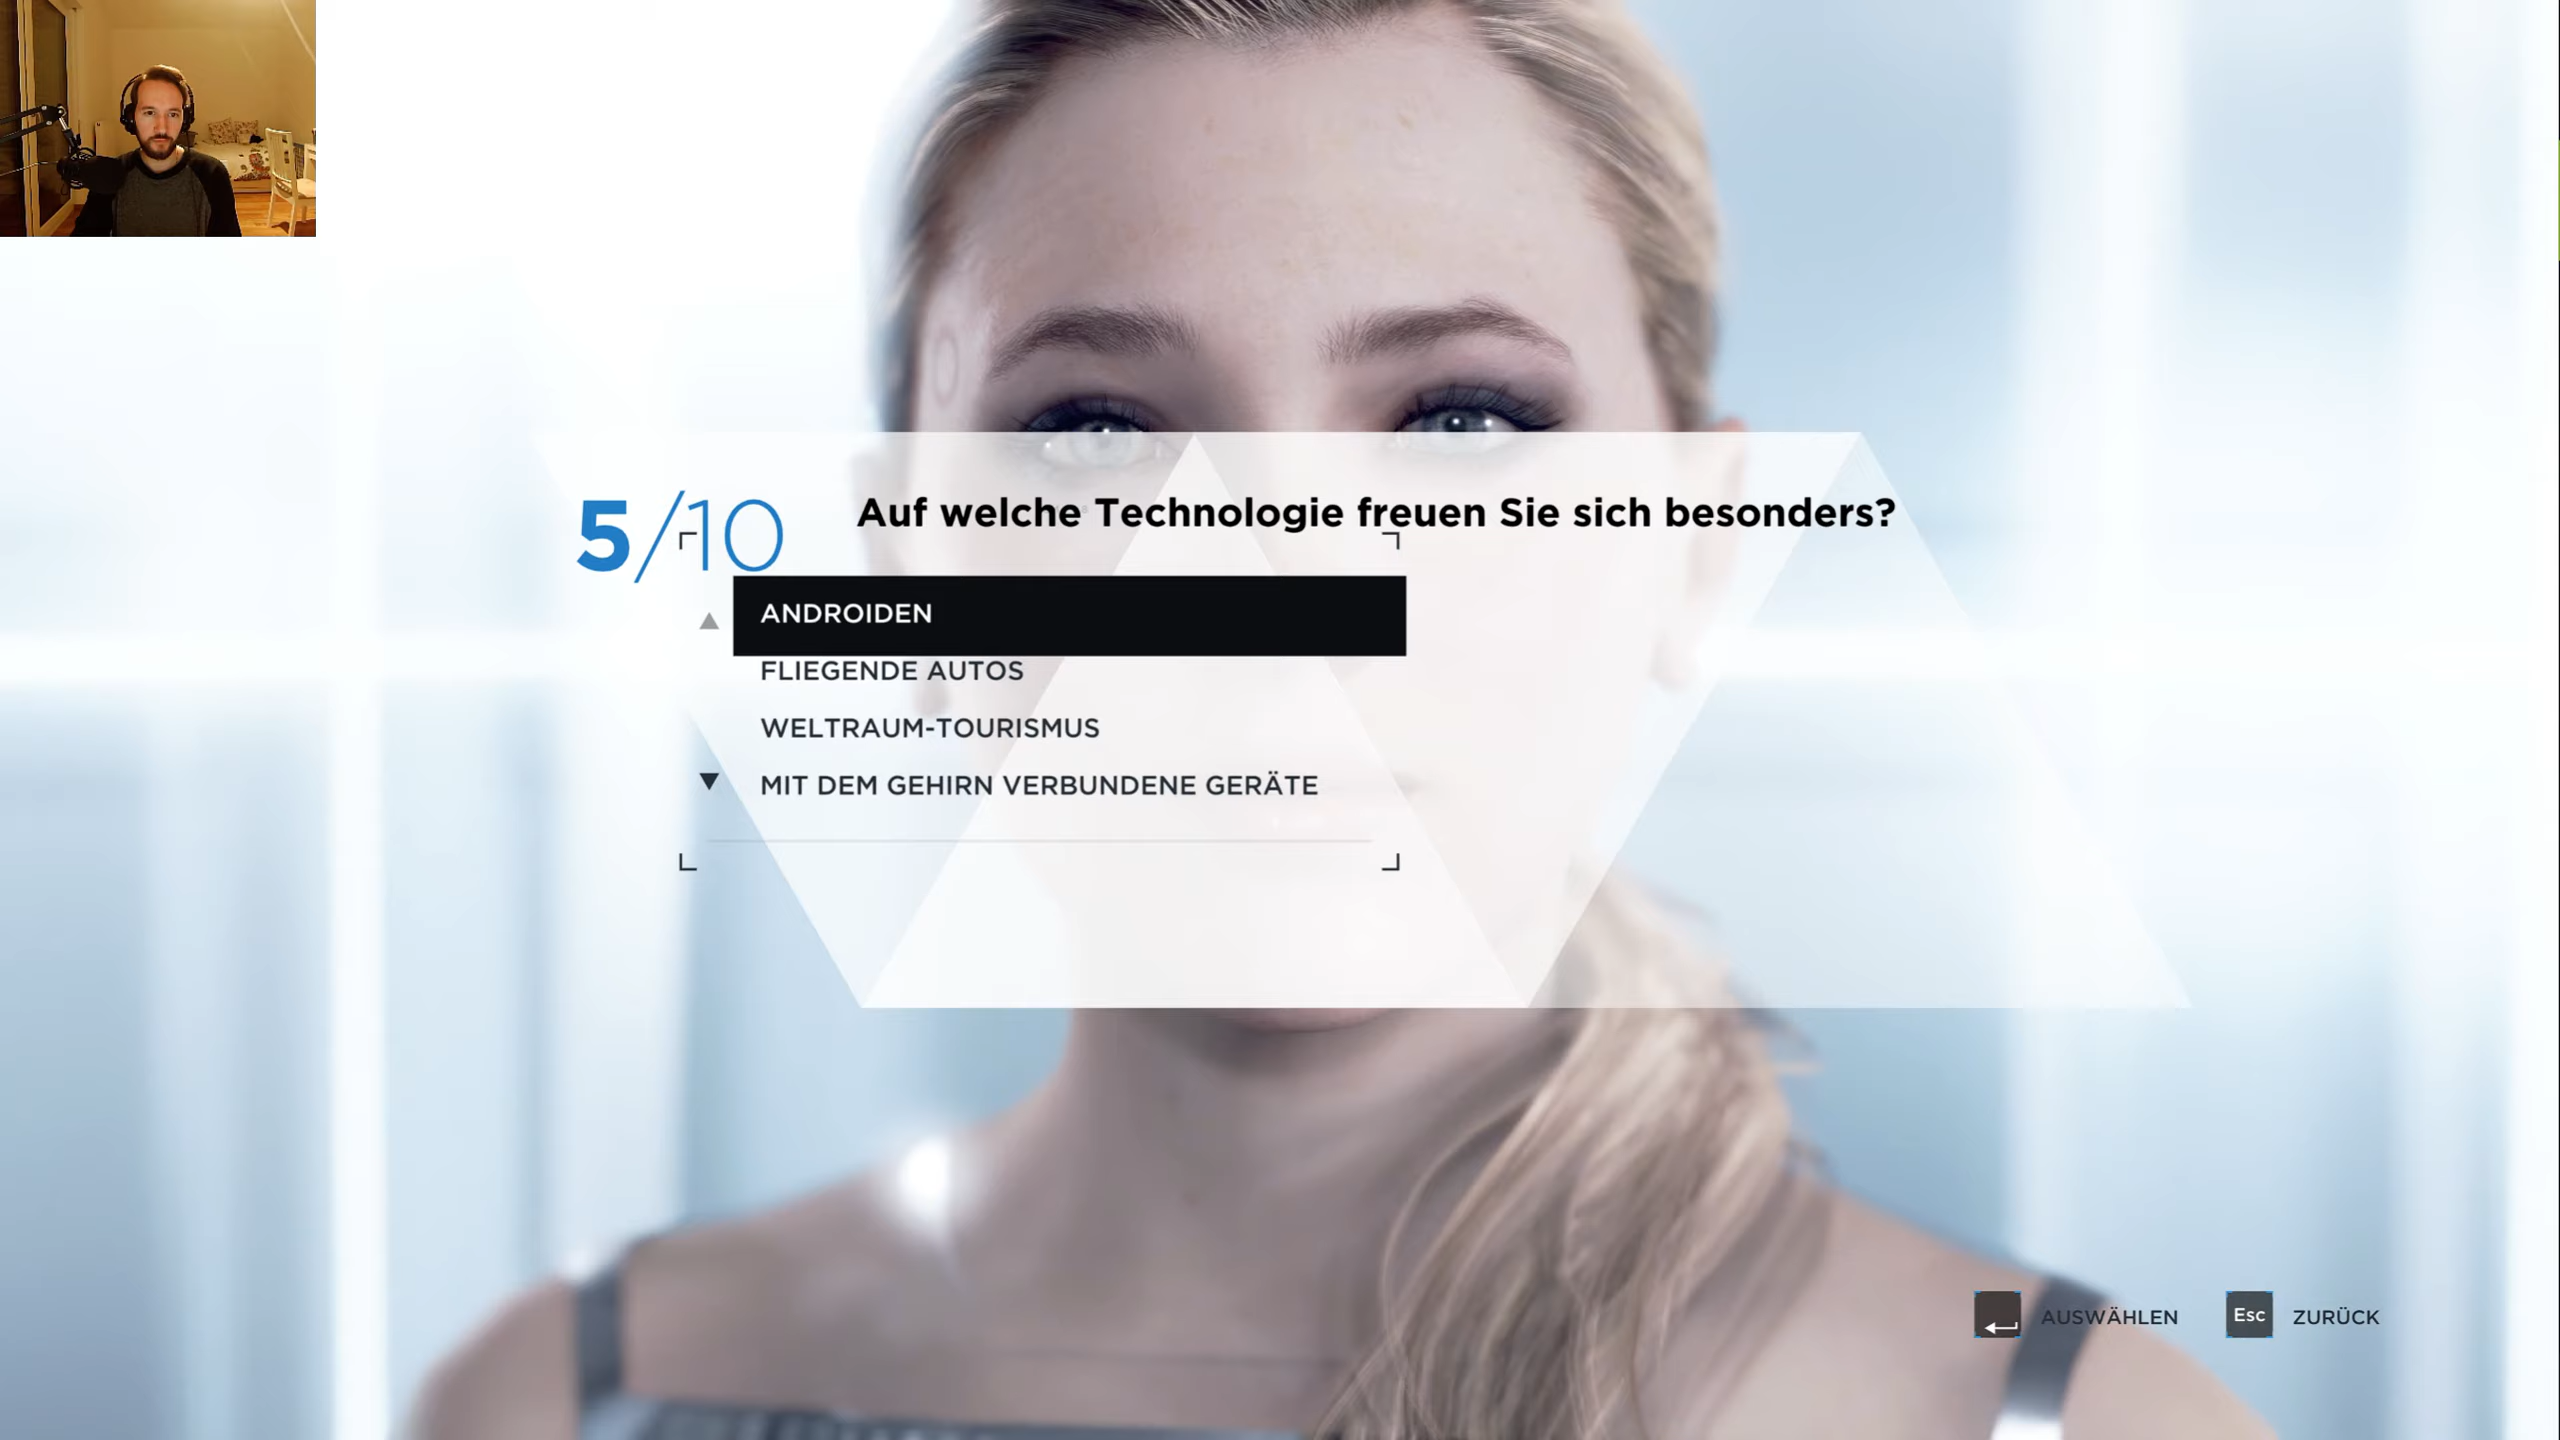 5/10
Auf welche Technologie freuen Sie sich besonders?
ANDROIDEN
FLIEGENDE AUTOS
WELTRAUM-TOURISMUS
MIT DEM GEHIRN VERBUNDENE GERÄTE
AUSWÄHLEN
Esc ZURÜCK